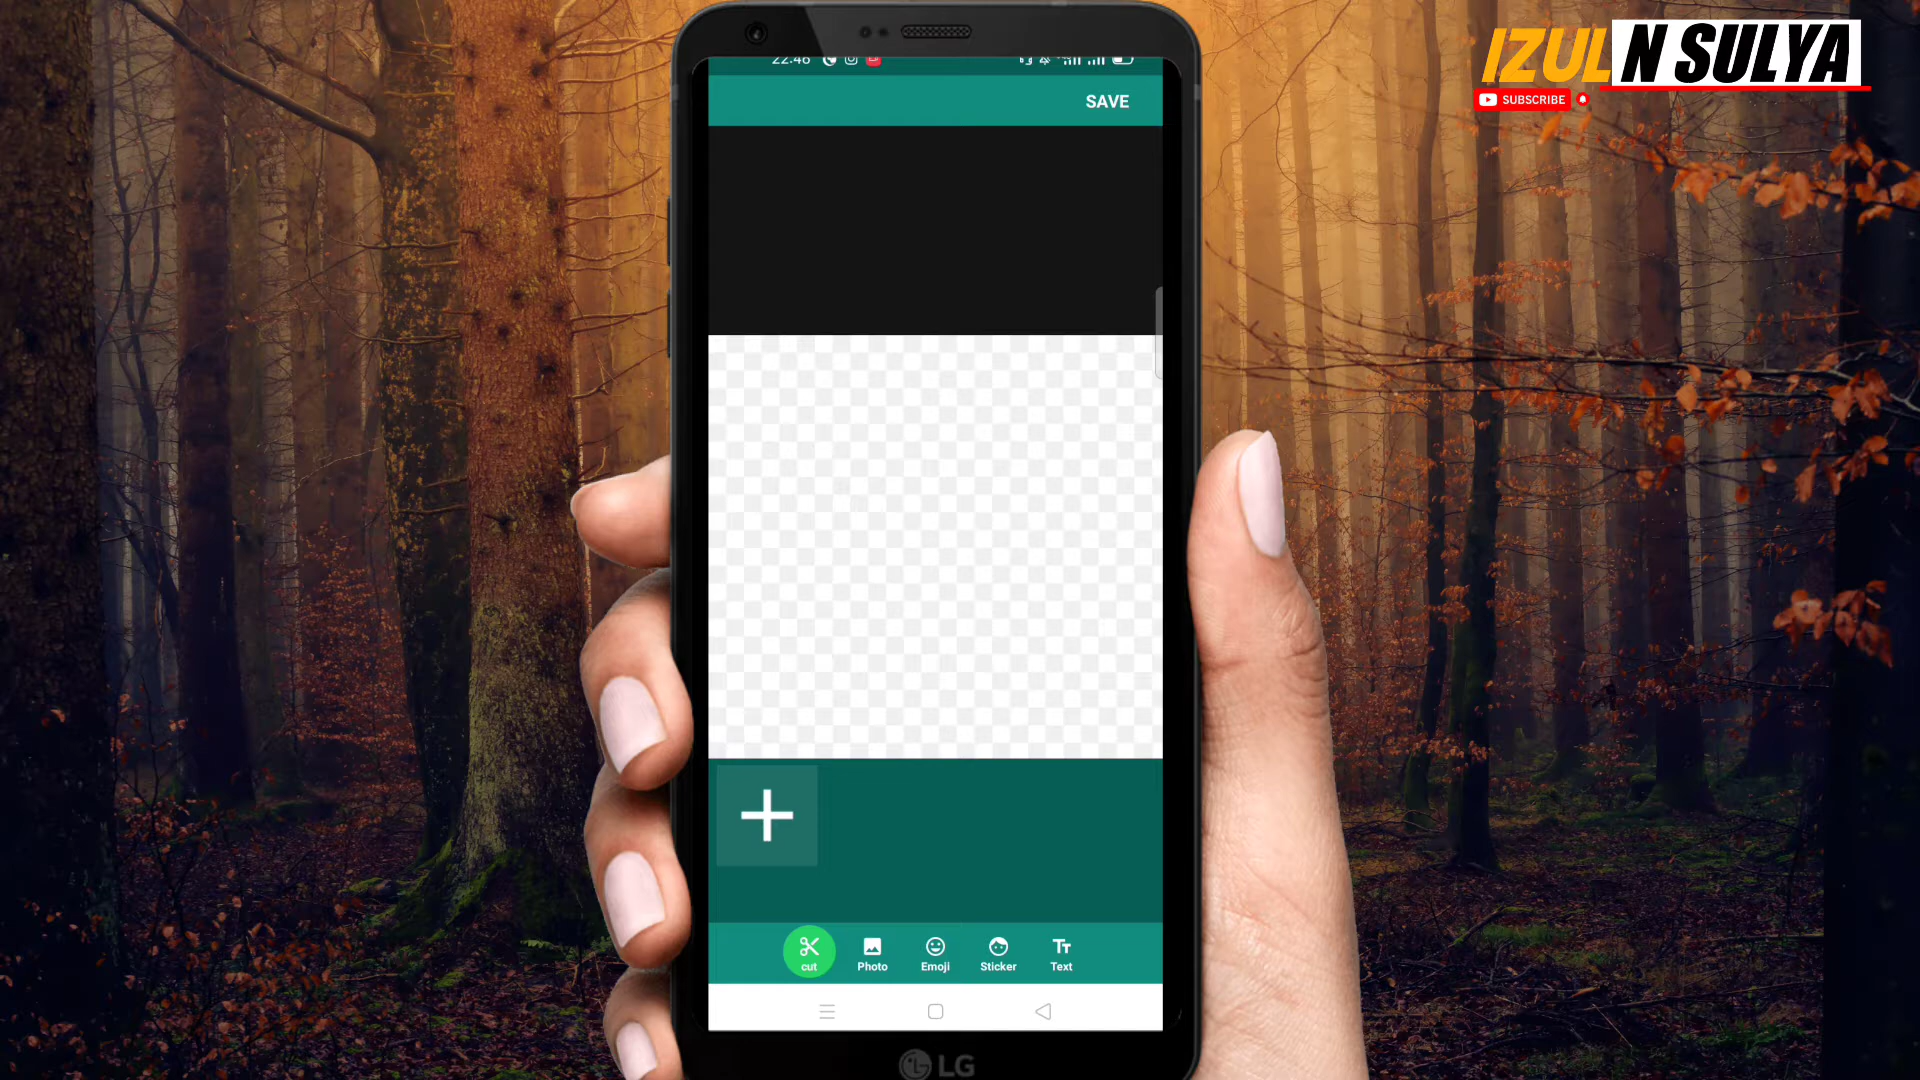 IZUL N SULYA
SUBSCRIBE
22.46
SAVE
cut
Photo
Emoji
Sticker
Text
LG